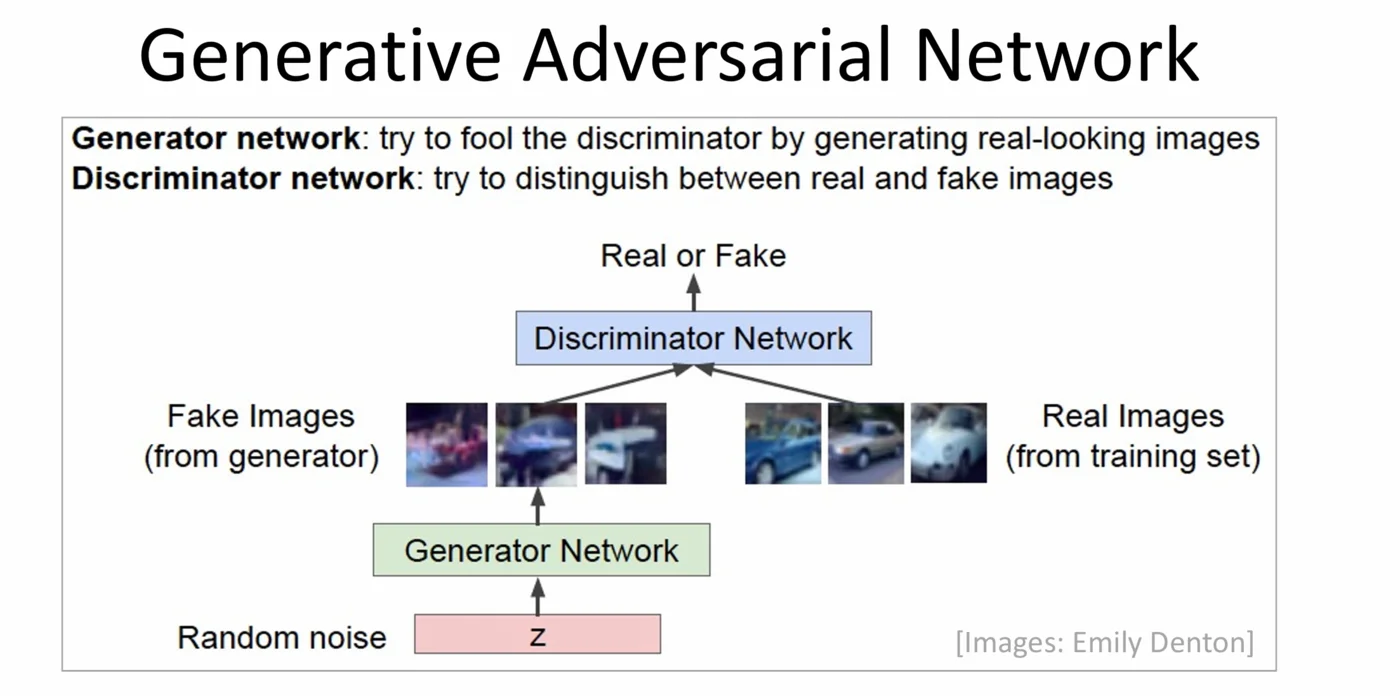 Generative Adversarial Network
Generator network: try to fool the discriminator by generating real-looking images
Discriminator network: try to distinguish between real and fake images
Real or Fake
Discriminator Network
Fake Images
(from generator)
Real Images
(from training set)
Generator Network
Random noise
z
[Images: Emily Denton]